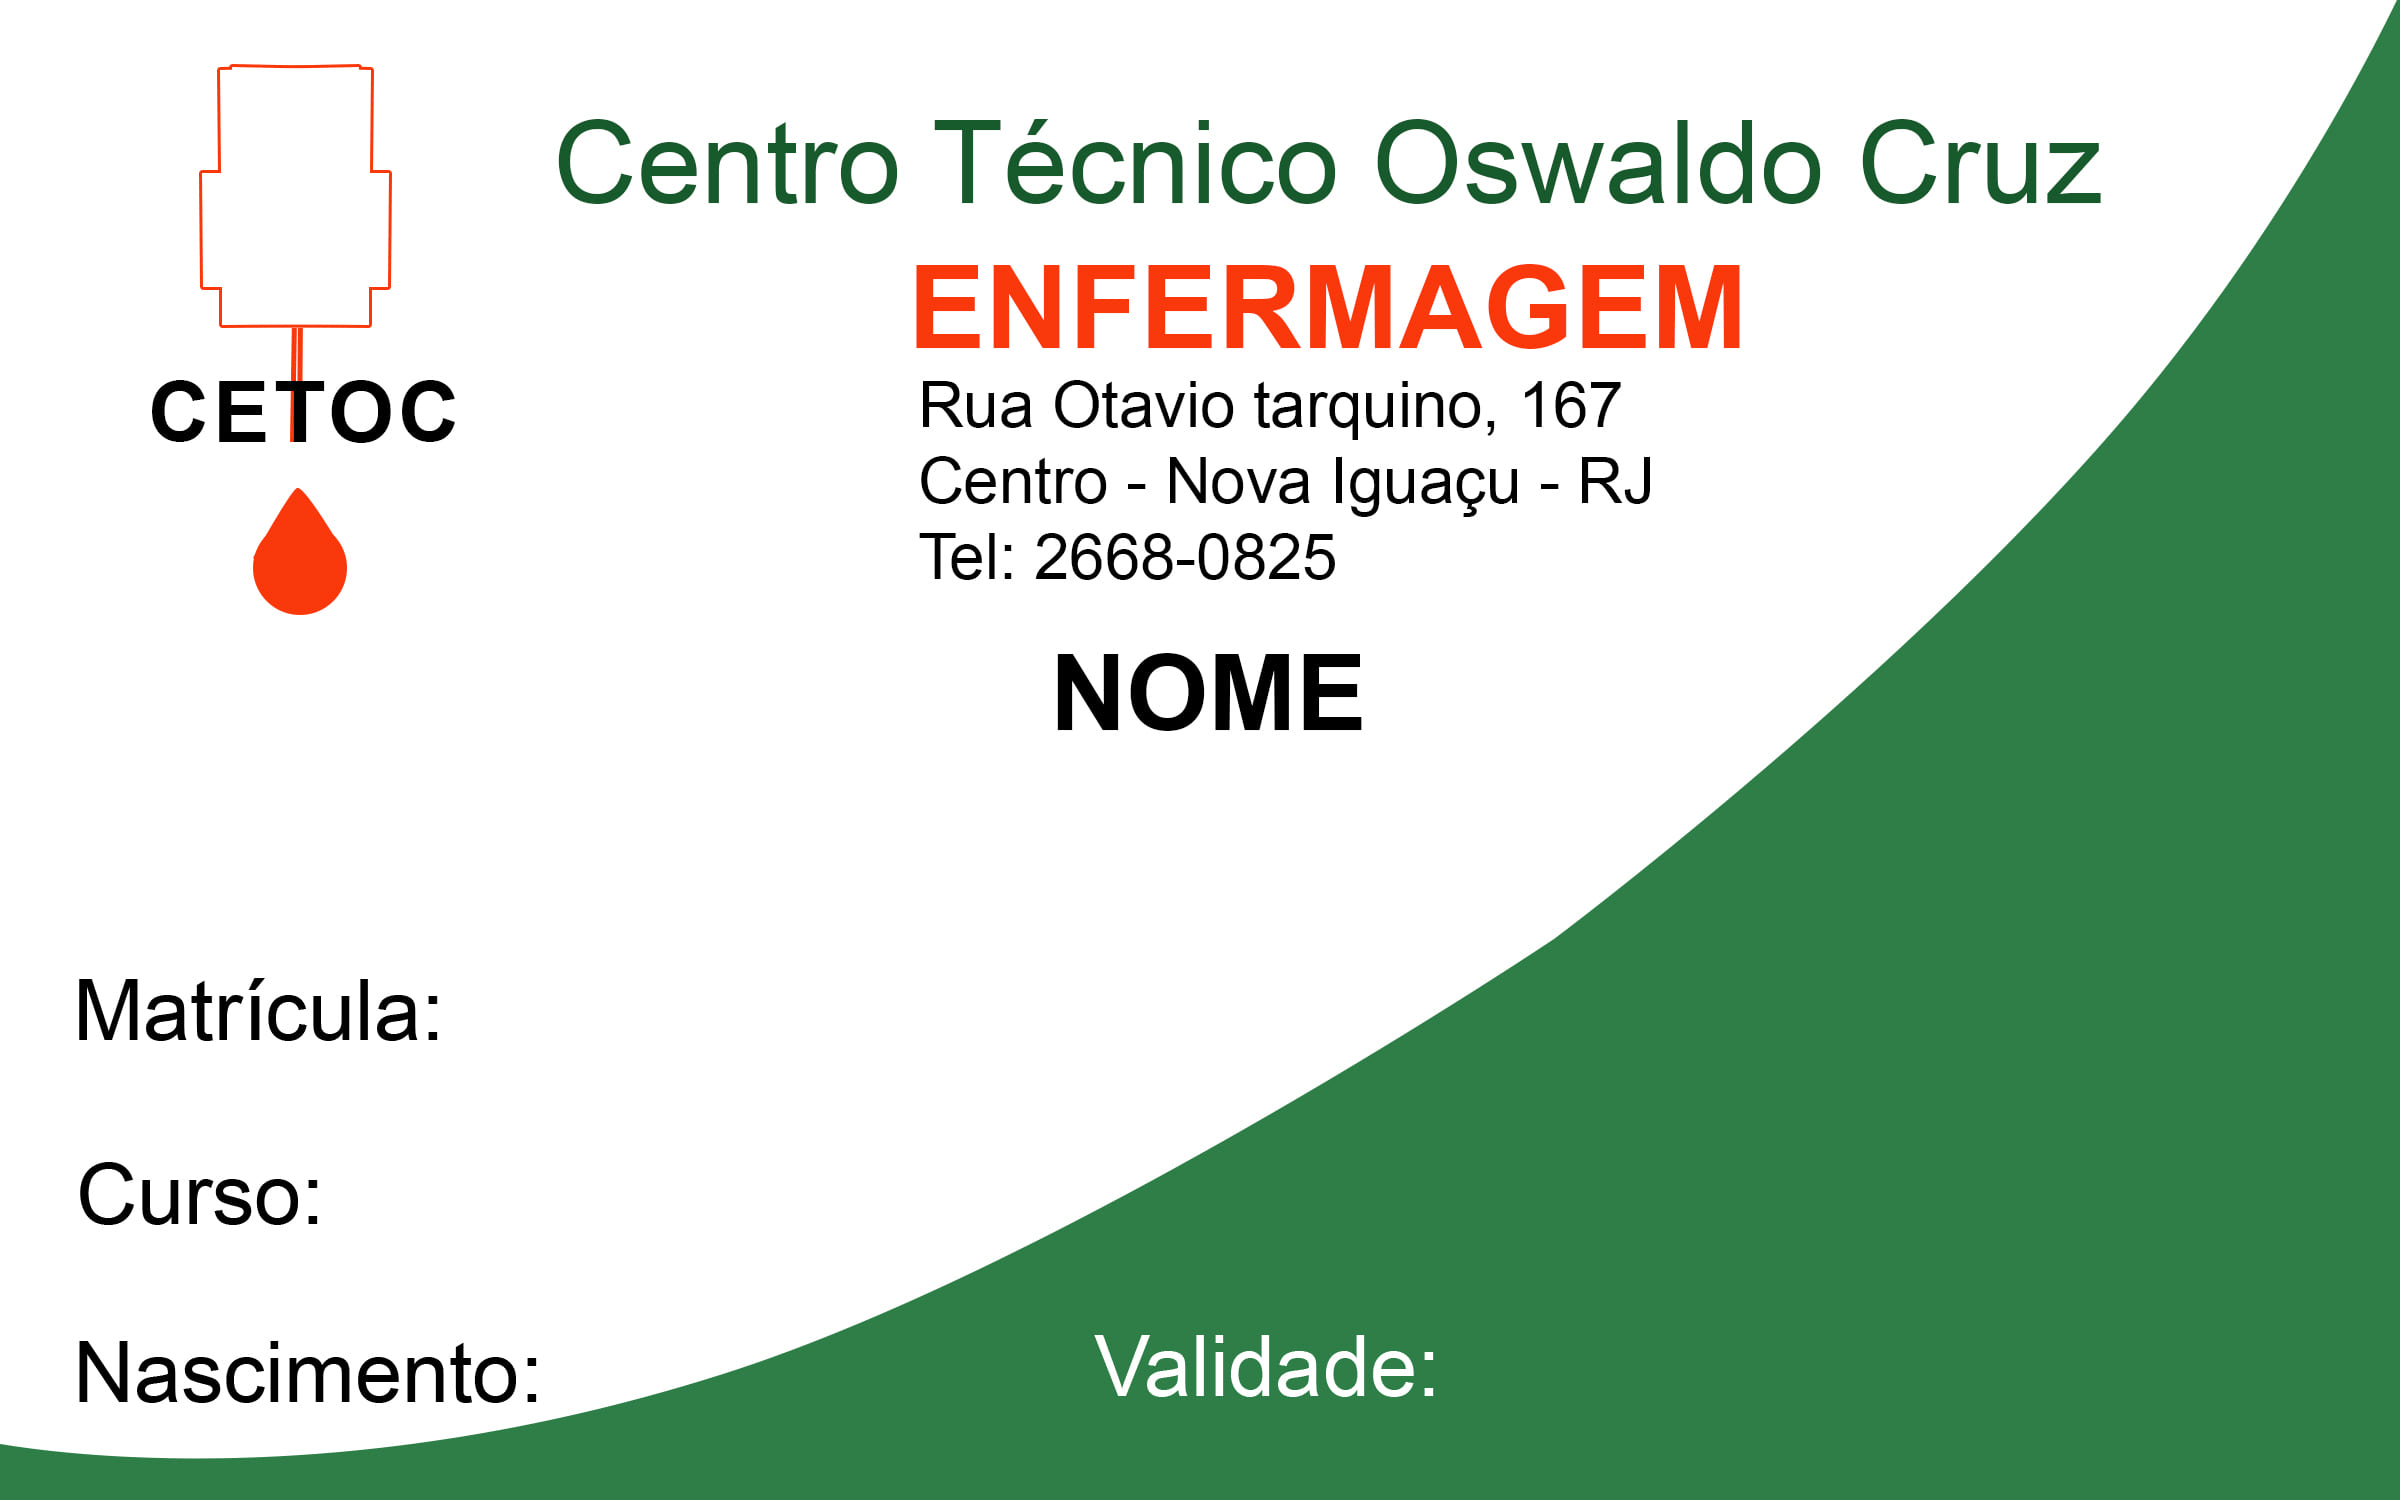 Centro Técnico Oswaldo Cruz
ENFERMAGEM
CETOC
Rua Otavio tarquino, 167
Centro - Nova Iguaçu - RJ
Tel: 2668-0825
NOME
Matrícula:
Curso:
Nascimento:
Validade: